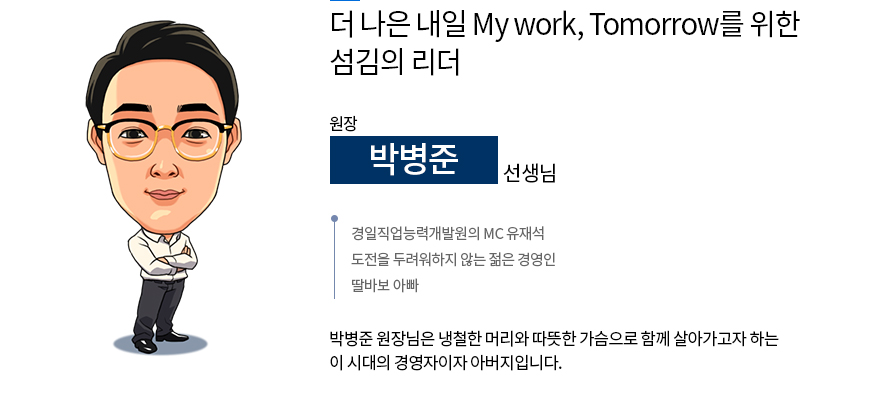 더 나은 내일 My work, Tomorrow를 위한
섬김의 리더
원장
박병준 선생님
경일직업능력개발원의 MC 유재석
도전을 두려워하지 않는 젊은 경영인
딸바보 아빠
박병준 원장님은 냉철한 머리와 따뜻한 가슴으로 함께 살아가고자 하는
이 시대의 경영자이자 아버지입니다.